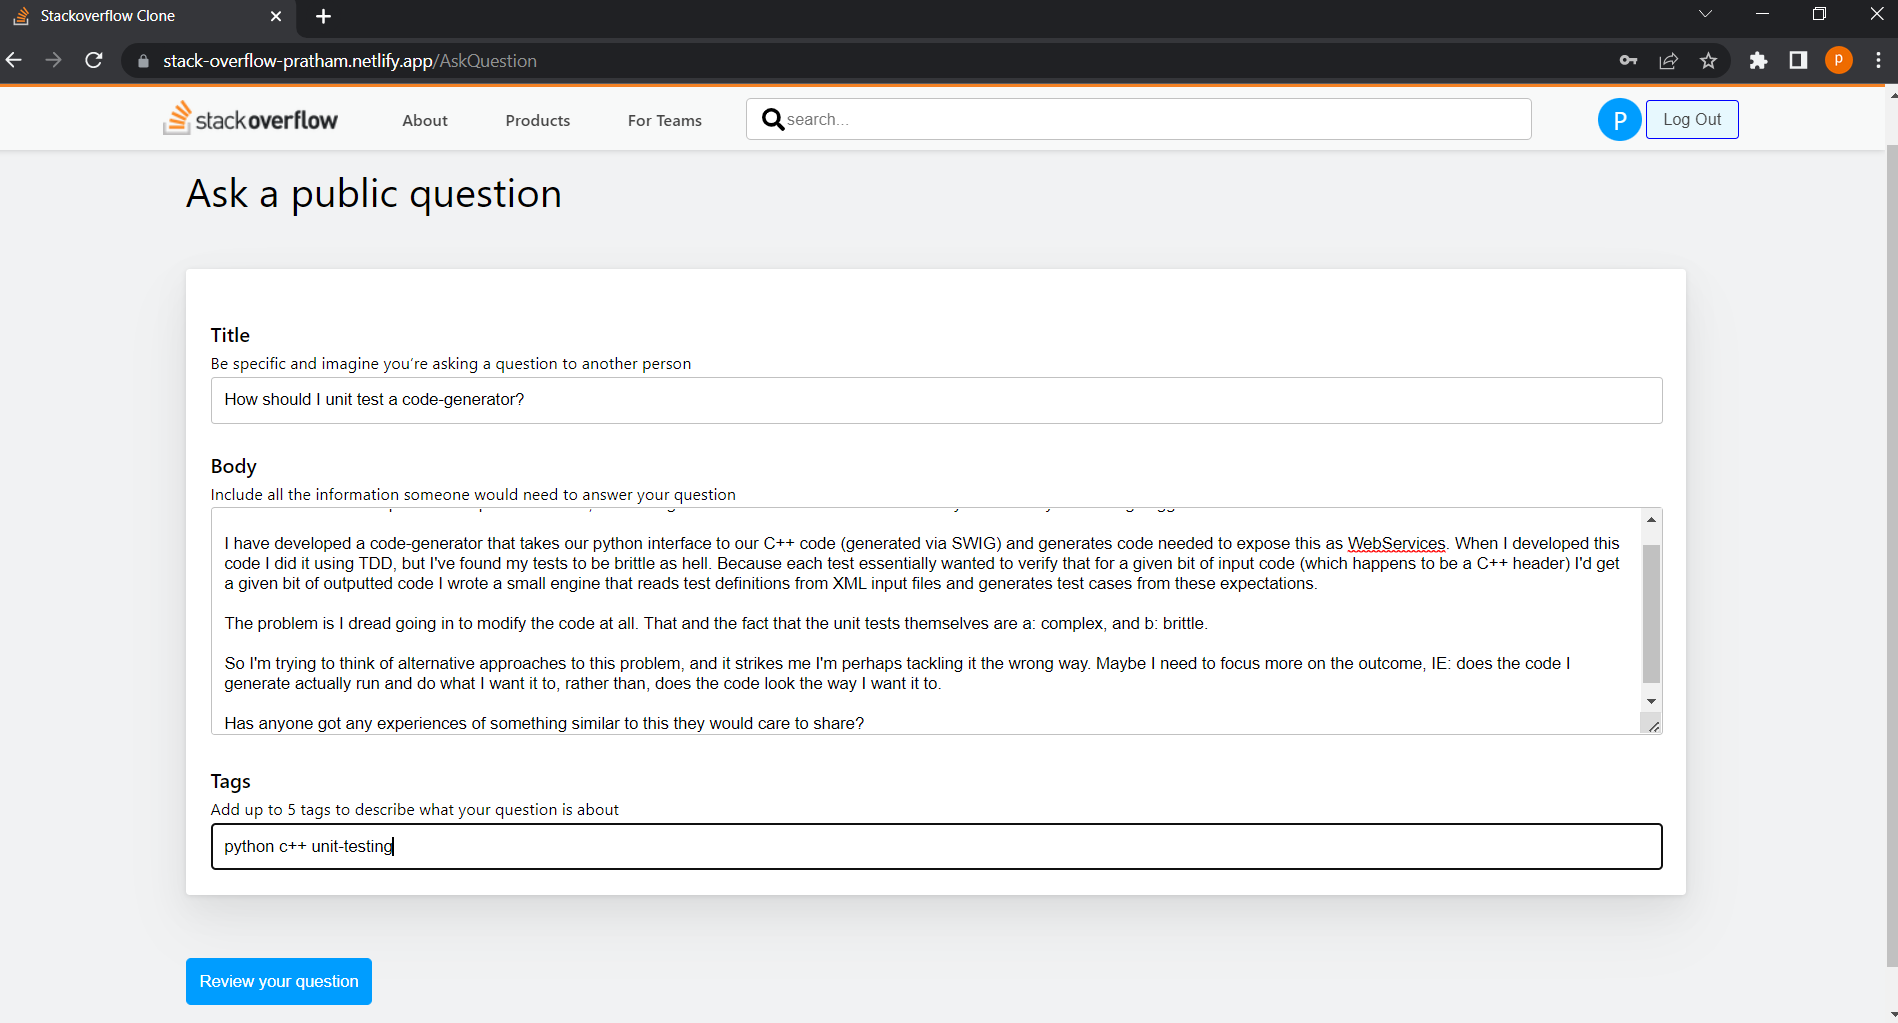 Stackoverflow Clone
stack-overflow-pratham.netlify.app/AskQuestion
P
stackoverflow
About
Products
For Teams
search...
P
Log Out
Ask a public question
Title
Be specific and imagine you're asking a question to another person
How should I unit test a code-generator?
Body
Include all the information someone would need to answer your question
I have developed a code-generator that takes our python interface to our C++ code (generated via SWIG) and generates code needed to expose this as WebServices. When I developed this
code I did it using TDD, but I've found my tests to be brittle as hell. Because each test essentially wanted to verify that for a given bit of input code (which happens to be a C++ header) I'd get
a given bit of outputted code I wrote a small engine that reads test definitions from XML input files and generates test cases from these expectations.
The problem is I dread going in to modify the code at all. That and the fact that the unit tests themselves are a: complex, and b: brittle.
So I'm trying to think of alternative approaches to this problem, and it strikes me I'm perhaps tackling it the wrong way. Maybe I need to focus more on the outcome, IE: does the code I
generate actually run and do what I want it to, rather than, does the code look the way I want it to.
Has anyone got any experiences of something similar to this they would care to share?
Tags
Add up to 5 tags to describe what your question is about
python c++ unit-testing
Review your question